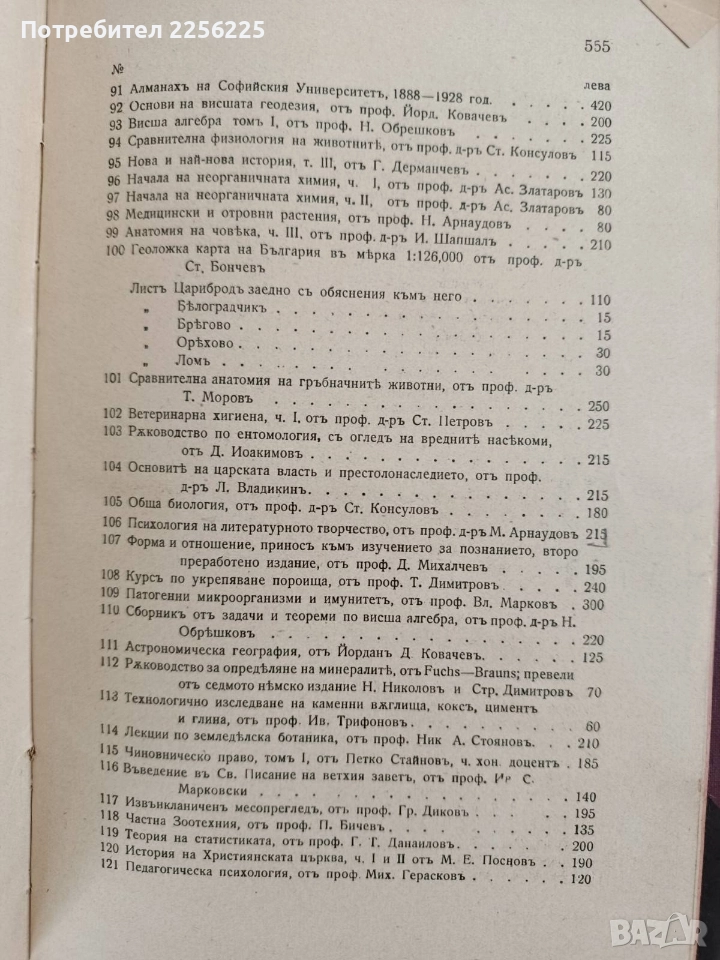 Потребител 2256225
555
№
лева
91 Алманахъ на Софийския Университетъ, 1888—1928 год. . . . . . 420
92 Основи на висшата геодезия, отъ проф. Йорд. Ковачевъ . . . . 200
93 Висша алгебра томъ I, отъ проф. Н. Обрешковъ . . . . . 225
94 Сравнителна физиология на животнитѣ, отъ проф. д-ръ Ст. Консуловъ 115
95 Нова и най-нова история, т. III, отъ Г. Дерманчевъ . . . . . 220
96 Начала на неорганичната химия, ч. I, отъ проф. д-ръ Ас. Златаровъ 130
97 Начала на неорганичната химия, ч. II, отъ проф. д-ръ Ас. Златаровъ 80
98 Медицински и отровни растения, отъ проф. Н. Арнаудовъ . . . 80
99 Анатомия на човѣка, ч. III, отъ проф. д-ръ И. Шапшалъ . . . . 210
100 Геоложка карта на България въ мѣрка 1:126,000 отъ проф. д-ръ
Ст. Бончевъ
Листъ Царибродъ заедно съ обяснения къмъ него . . . . . . 110
„ Бѣлоградчикъ . . . . . . . . . . . . 15
„ Брѣгово . . . . . . . . . . . . . 15
„ Орѣхово . . . . . . . . . . . . . 30
„ Ломъ . . . . . . . . . . . . . . 30
101 Сравнителна анатомия на гръбначнитѣ животни, отъ проф. д-ръ
Т. Моровъ . . . . . . . . . . . . . 250
102 Ветеринарна хигиена, ч. I, отъ проф. д-ръ Ст. Петровъ . . . . 225
103 Рѫководство по ентомология, съ огледъ на вреднитѣ насѣкоми,
отъ Д. Иоакимовъ . . . . . . . . . . . 215
104 Основитѣ на царската власть и престолонаследието, отъ проф.
д-ръ Л. Владикинъ . . . . . . . . . . . 215
105 Обща биология, отъ проф. д-ръ Ст. Консуловъ . . . . . . 180
106 Психология на литературното творчество, отъ проф. д-ръ М. Арнаудовъ 215
107 Форма и отношение, приносъ къмъ изучението за познанието, второ
преработено издание, отъ проф. Д. Михалчевъ . . . . . 195
108 Курсъ по укрепяване пороища, отъ проф. Т. Димитровъ . . . . 240
109 Патогенни микроорганизми и имунитетъ, отъ проф. Вл. Марковъ . 300
110 Сборникъ отъ задачи и теореми по висша алгебра, отъ проф. д-ръ Н.
Обрѣшковъ . . . . . . . . . . . . . 220
111 Астрономическа география, отъ Йорданъ Д. Ковачевъ. . . . . 125
112 Рѫководство за опредѣляне на минералитѣ, отъ Fuchs—Brauns; превели
отъ седмото нѣмско издание Н. Николовъ и Стр. Димитровъ 70
113 Технологично изследване на каменни вѫглища, коксъ, циментъ
и глина, отъ проф. Ив. Трифоновъ. . . . . . . . 60
114 Лекции по земледѣлска ботаника, отъ проф. Ник А. Стояновъ. . . 210
115 Чиновническо право, томъ I, отъ Петко Стайновъ, ч. хон. доцентъ . 185
116 Въведение въ Св. Писание на ветхия заветъ, отъ проф. Ив С.
Марковски . . . . . . . . . . . . . 140
117 Извъикланиченъ месопрегледъ, отъ проф. Гр. Диковъ . . . . 195
118 Частна Зоотехния, отъ проф. П. Бичевъ . . . . . . . . 135
119 Теория на статистиката, отъ проф. Г. Т. Данаиловъ . . . . . 200
120 История на Християнската църква, ч. I и II отъ М. Е. Посновъ . . 190
121 Педагогическа психология, отъ проф. Мих. Герасковъ . . . . 120
BAZAR